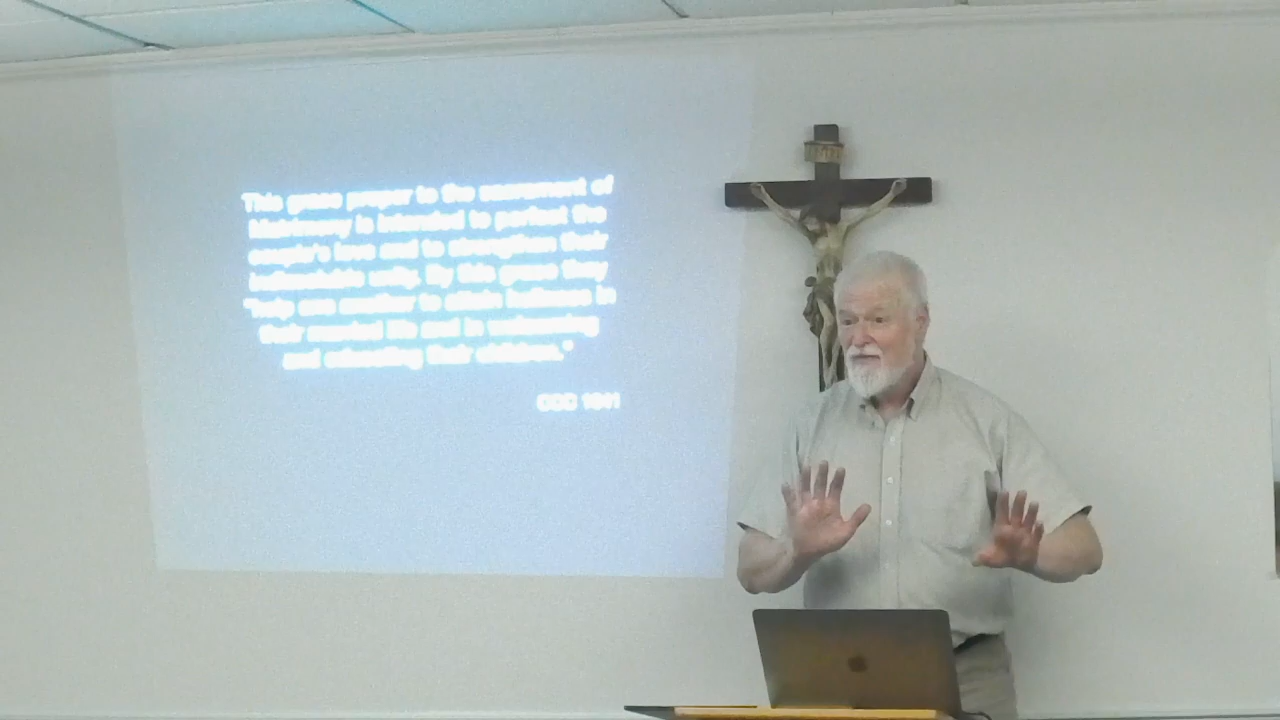 This grace proper to the sacrament of
Matrimony is intended to perfect the
couple's love and to strengthen their
indissoluble unity. By this grace they
"help one another to attain holiness in
their married life and in welcoming
and educating their children."
CCC 1641